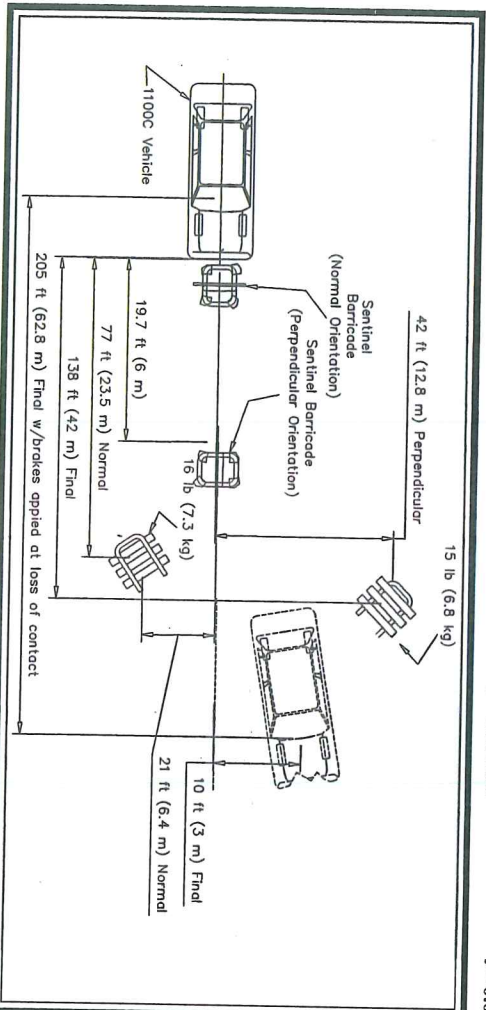 15 lb (6.8 kg)
42 ft (12.8 m) Perpendicular
Sentinel
Barricade
(Normal Orientation)
Sentinel Barricade
(Perpendicular Orientation)
1100C Vehicle
16 lb (7.3 kg)
19.7 ft (6 m)
77 ft (23.5 m) Normal
138 ft (42 m) Final
205 ft (62.8 m) Final w/brakes appied at loss of contact
10 ft (3 m) Final
21 ft (6.4 m) Normal